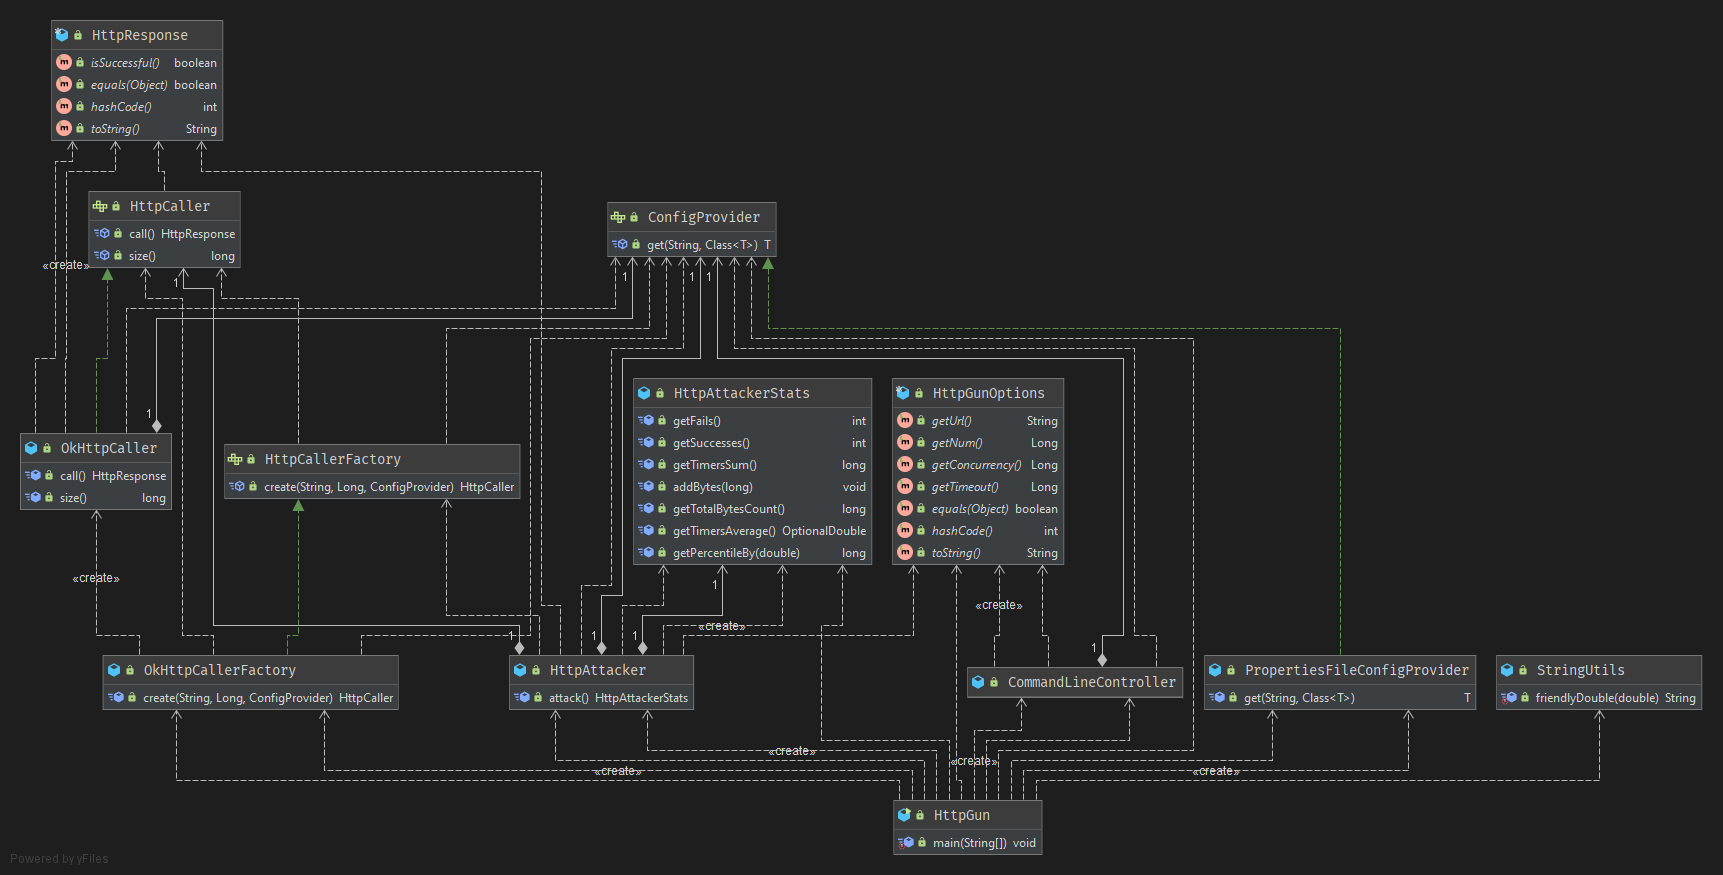 HttpResponse
isSuccessful() boolean
equals(Object) boolean
hashCode() int
toString() String
HttpCaller
call() HttpResponse
size() long
«create»
1
ConfigProvider
get(String, Class<T>) T
1
1
1
HttpAttackerStats
getFails() int
getSuccesses() int
getTimersSum() long
addBytes(long) void
getTotalBytesCount() long
getTimersAverage() OptionalDouble
getPercentileBy(double) long
HttpGunOptions
getUrl() String
getNum() Long
getConcurrency() Long
getTimeout() Long
equals(Object) boolean
hashCode() int
toString() String
1
OkHttpCaller
call() HttpResponse
size() long
HttpCallerFactory
create(String, Long, ConfigProvider) HttpCaller
«create»
1
«create»
«create»
1
1
1
1
OkHttpCallerFactory
create(String, Long, ConfigProvider) HttpCaller
HttpAttacker
attack() HttpAttackerStats
CommandLineController
PropertiesFileConfigProvider
get(String, Class<T>) T
StringUtils
friendlyDouble(double) String
«create»
«create»
«create»
«create»
HttpGun
main(String[]) void
Powered by yFiles